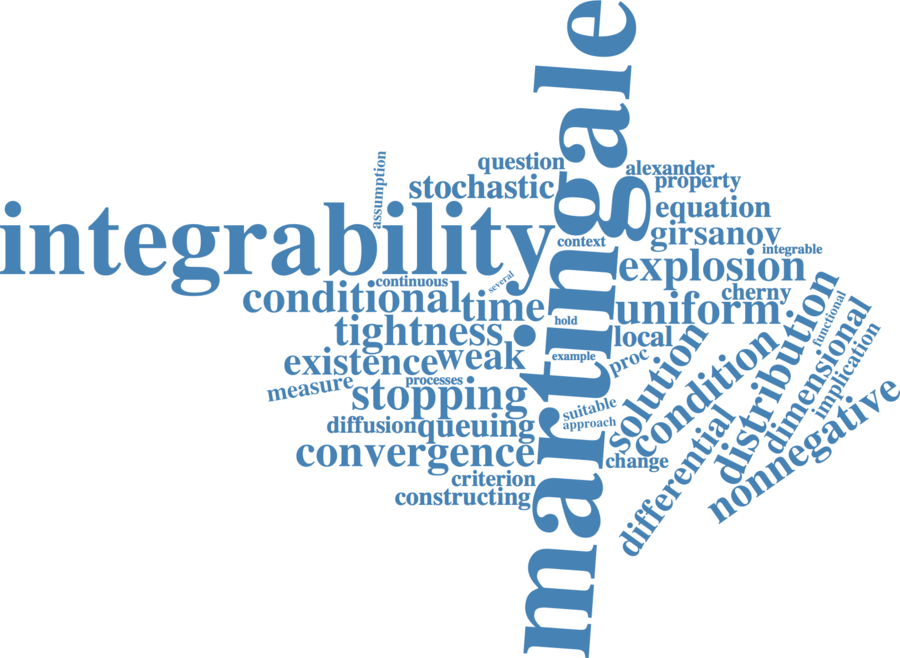 martingale
integrability
assumption
question
stochastic
alexander
property
equation
girsanov
context
integrable
explosion
cherny
continuous
several
conditional
time
uniform
hold
tightness
local
existence
weak
example
proc
measure
processes
stopping
suitable
approach
diffusion
queuing
convergence
change
criterion
constructing
solution
condition
distribution
functional
dimensional
implication
differential
nonnegative